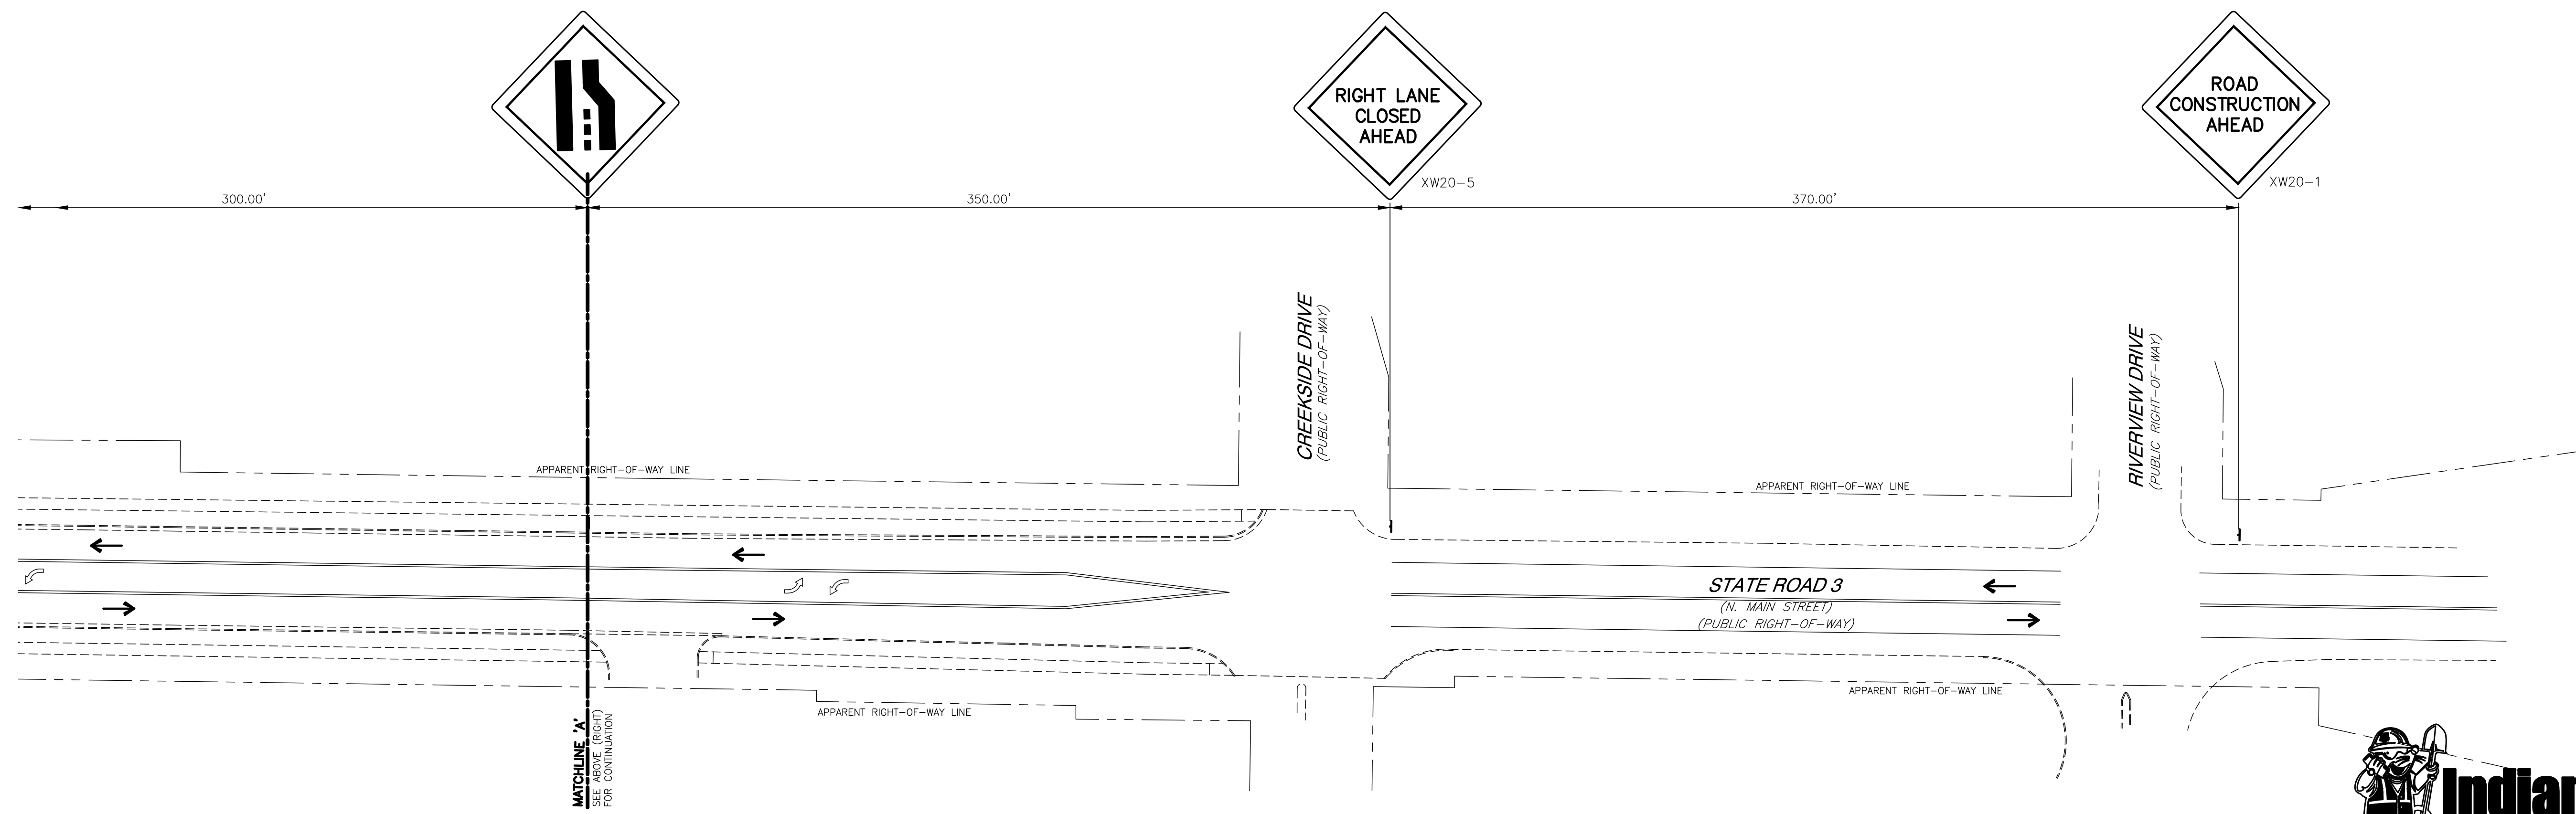 RIGHT LANE
CLOSED
AHEAD
XW20-5
ROAD
CONSTRUCTION
AHEAD
XW20-1
300.00'
350.00'
370.00'
CREEKSIDE DRIVE
(PUBLIC RIGHT-OF-WAY)
RIVERVIEW DRIVE
(PUBLIC RIGHT-OF-WAY)
APPARENT RIGHT-OF-WAY LINE
APPARENT RIGHT-OF-WAY LINE
STATE ROAD 3
(N. MAIN STREET)
(PUBLIC RIGHT-OF-WAY)
APPARENT RIGHT-OF-WAY LINE
APPARENT RIGHT-OF-WAY LINE
MATCHLINE 'A'
SEE ABOVE (RIGHT)
FOR CONTINUATION
Indian